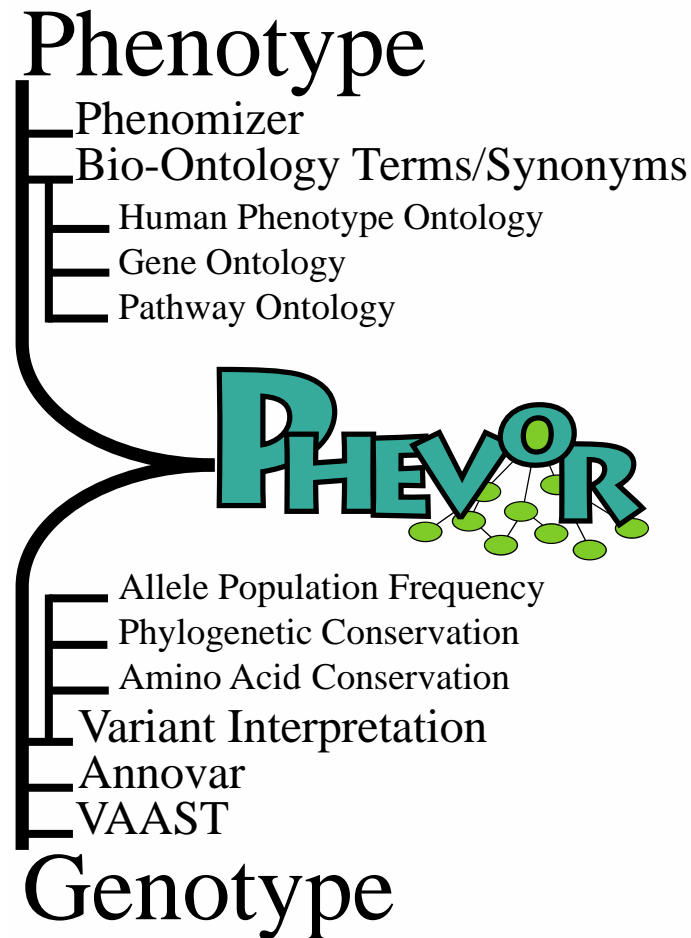 Phenotype
Phenomizer
Bio-Ontology Terms/Synonyms
Human Phenotype Ontology
Gene Ontology
Pathway Ontology
PHEVOR
Allele Population Frequency
Phylogenetic Conservation
Amino Acid Conservation
Variant Interpretation
Annovar
VAAST
Genotype